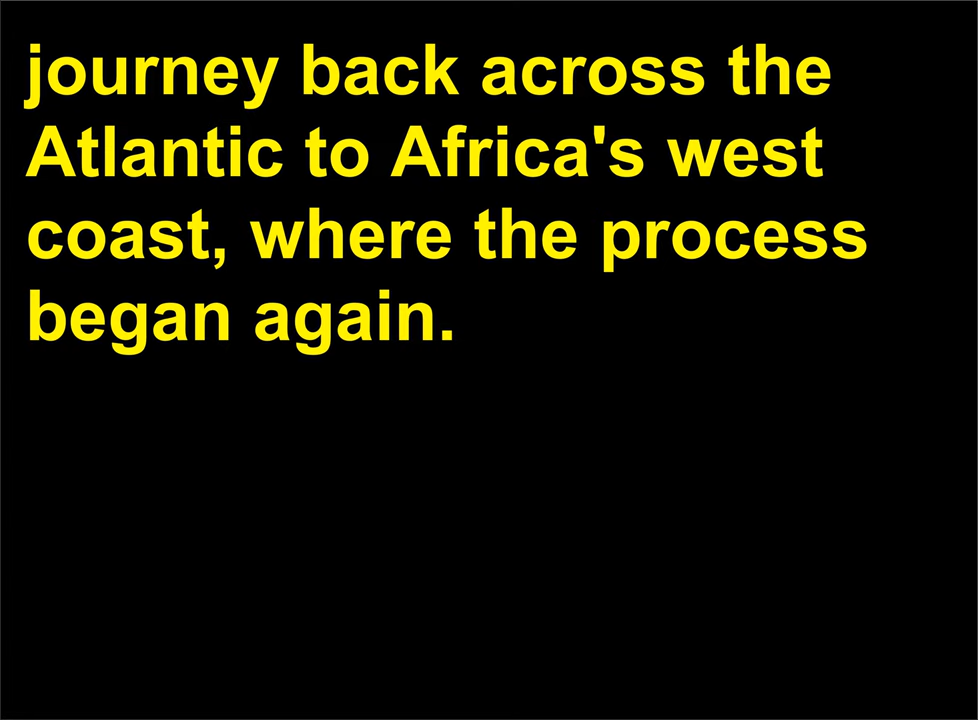 journey back across the
Atlantic to Africa's west
coast, where the process
began again.